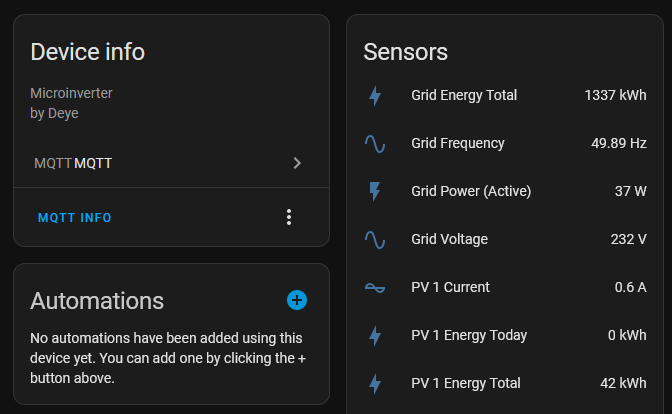 Device info
Microinverter
by Deye
MQTT MQTT
MQTT INFO
Automations
No automations have been added using this
device yet. You can add one by clicking the +
button above.
Sensors
Grid Energy Total 1337 kWh
Grid Frequency 49.89 Hz
Grid Power (Active) 37 W
Grid Voltage 232 V
PV 1 Current 0.6 A
PV 1 Energy Today 0 kWh
PV 1 Energy Total 42 kWh